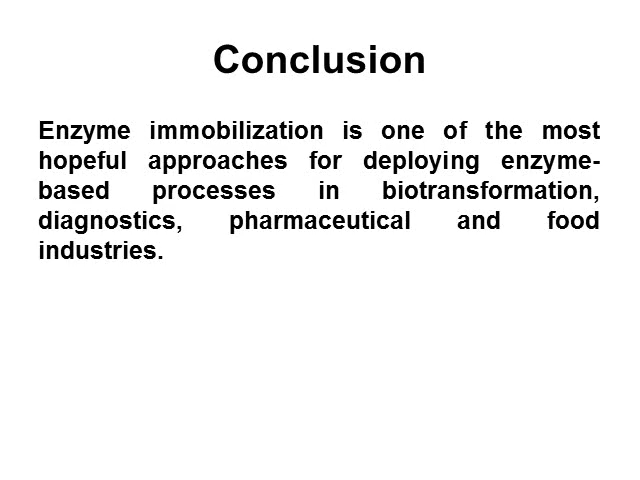 Conclusion
Enzyme immobilization is one of the most
hopeful approaches for deploying enzyme-
based processes in biotransformation,
diagnostics, pharmaceutical and food
industries.